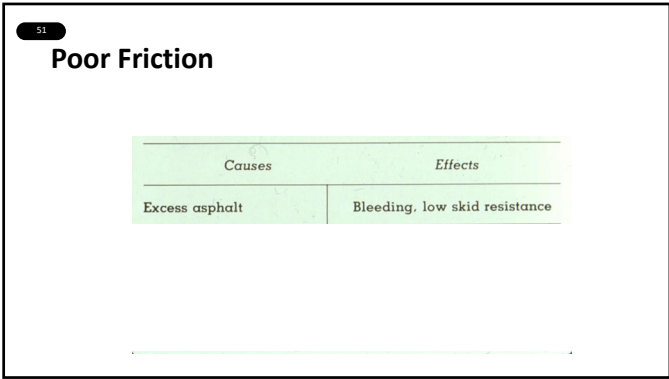 51
Poor Friction
Causes Effects
Excess asphalt Bleeding, low skid resistance